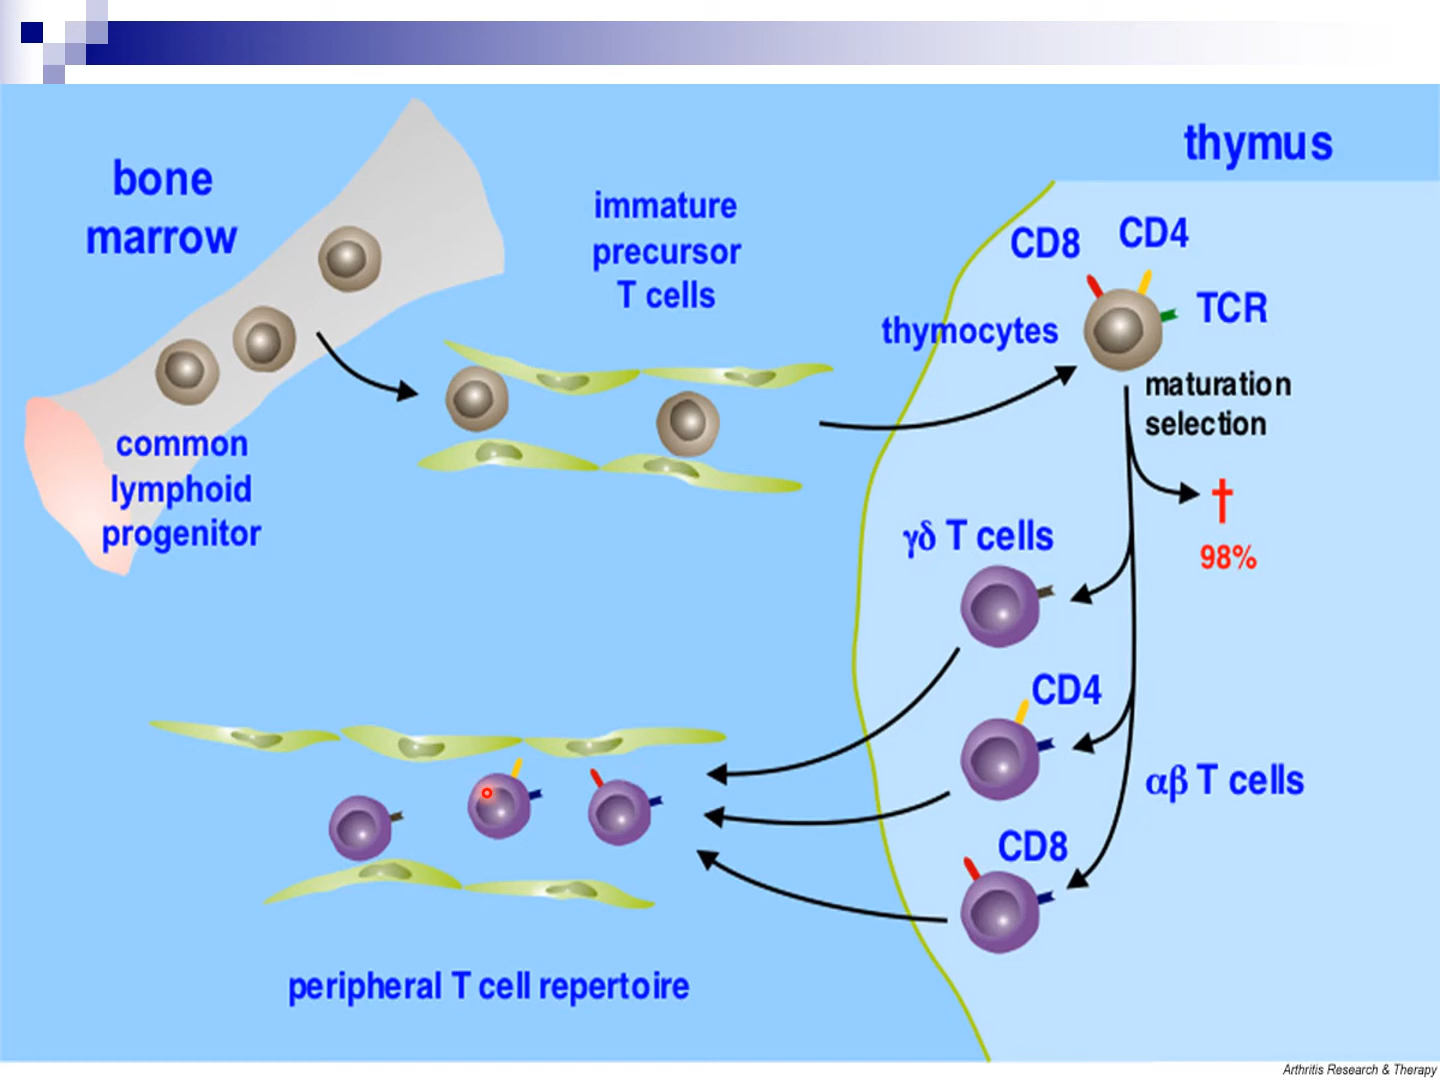 thymus
bone
marrow
immature
precursor
T cells
CD8
CD4
TCR
thymocytes
maturation
selection
common
lymphoid
progenitor
†
98%
γδ T cells
CD4
αβ T cells
CD8
peripheral T cell repertoire
Arthritis Research & Therapy